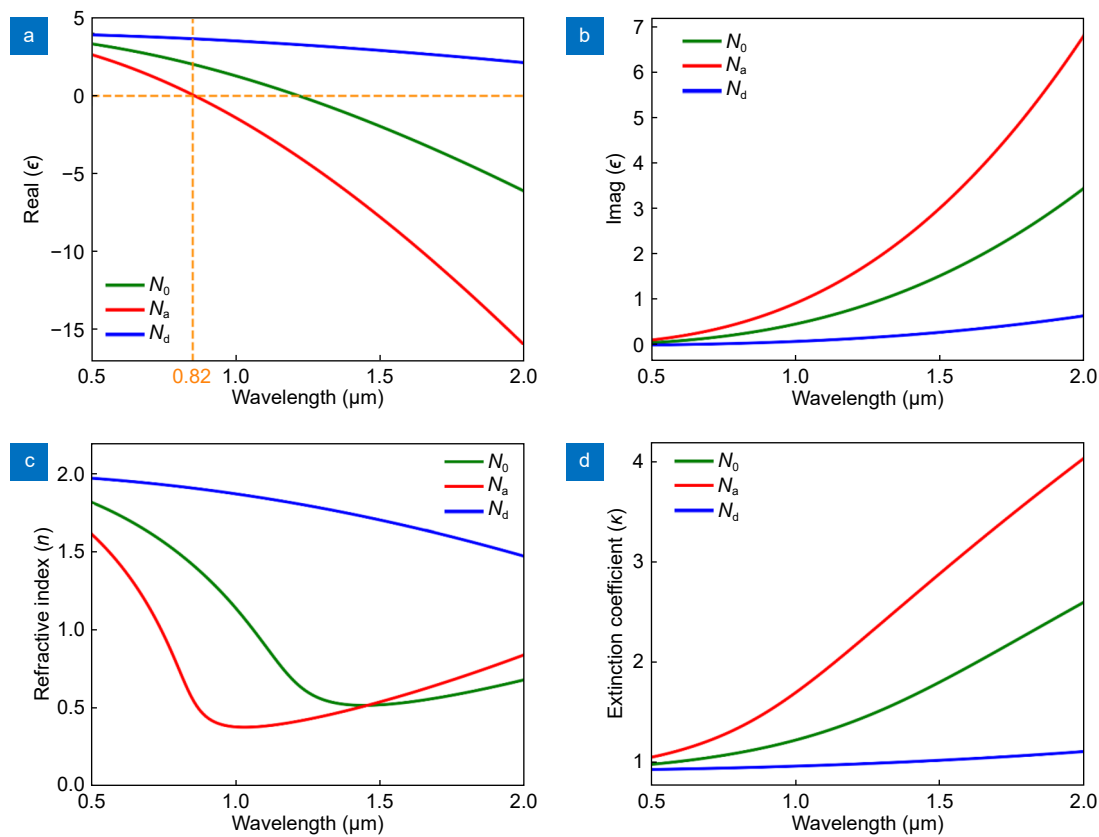 a
5
0
−5
−10
−15
Real (ϵ)
N₀
Nₐ
N_d
0.5
0.82
1.0
1.5
2.0
Wavelength (μm)
b
7
6
5
4
3
2
1
0
Imag (ϵ)
N₀
Nₐ
N_d
0.5
1.0
1.5
2.0
Wavelength (μm)
c
2.0
1.5
1.0
0.5
0.0
Refractive index (n)
N₀
Nₐ
N_d
0.5
1.0
1.5
2.0
Wavelength (μm)
d
4
3
2
1
Extinction coefficient (κ)
N₀
Nₐ
N_d
0.5
1.0
1.5
2.0
Wavelength (μm)